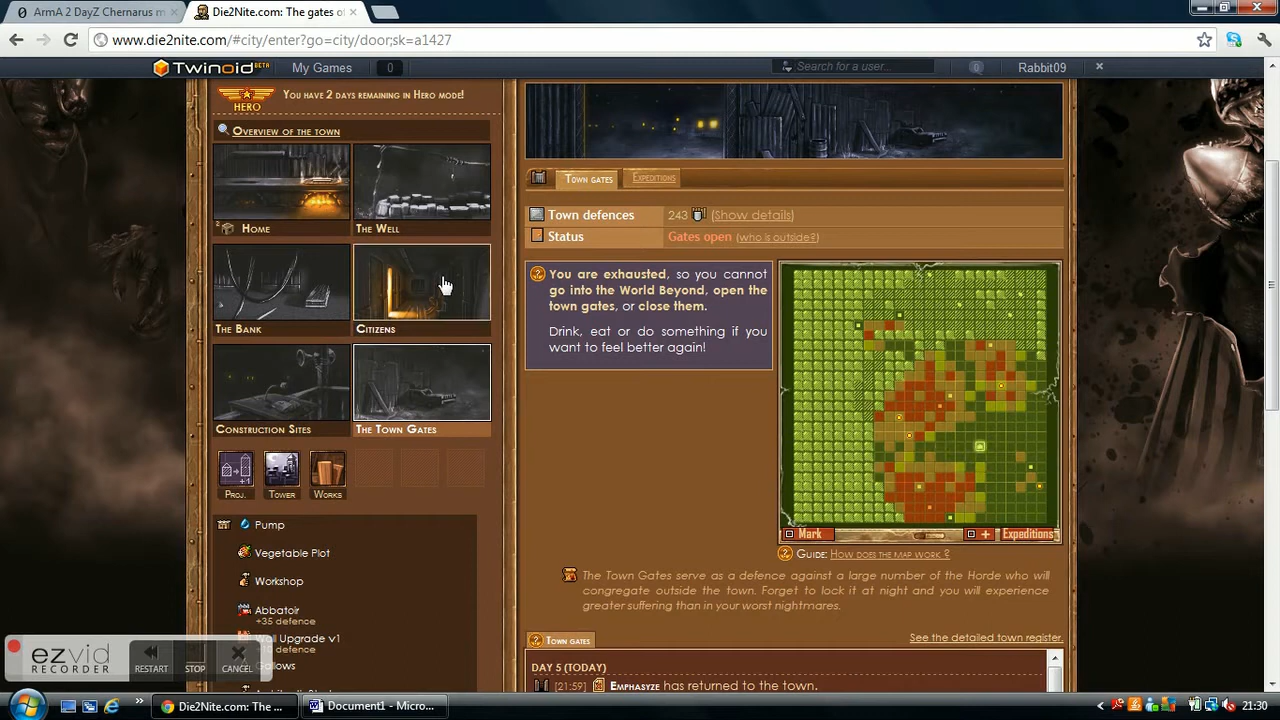 ArmA 2 DayZ Chernarus m
Die2Nite.com: The gates of
www.die2nite.com/#city/enter?go=city/door;sk=a1427
TWINOID BETA
My Games
0
Search for a user...
0
Rabbit09
HERO
YOU HAVE 2 DAYS REMAINING IN HERO MODE!
OVERVIEW OF THE TOWN
HOME
THE WELL
THE BANK
CITIZENS
CONSTRUCTION SITES
THE TOWN GATES
PROJ.
TOWER
WORKS
Pump
Vegetable Plot
Workshop
Abbatoir
+35 defence
Wall Upgrade v1
Gallows
TOWN GATES
EXPEDITIONS
Town defences
243 (Show details)
Status
Gates open (who is outside?)
You are exhausted, so you cannot
go into the World Beyond, open the
town gates, or close them.
Drink, eat or do something if you
want to feel better again!
Mark
+
Expeditions
GUIDE: HOW DOES THE MAP WORK ?
The Town Gates serve as a defence against a large number of the Horde who will
congregate outside the town. Forget to lock it at night and you will experience
greater suffering than in your worst nightmares.
TOWN GATES
See the detailed town register.
DAY 5 (TODAY)
[21:59] EMPHASYZE has returned to the town.
ezvid
RECORDER
RESTART
STOP
CANCEL
Die2Nite.com: The ...
Document1 - Micro...
21:30